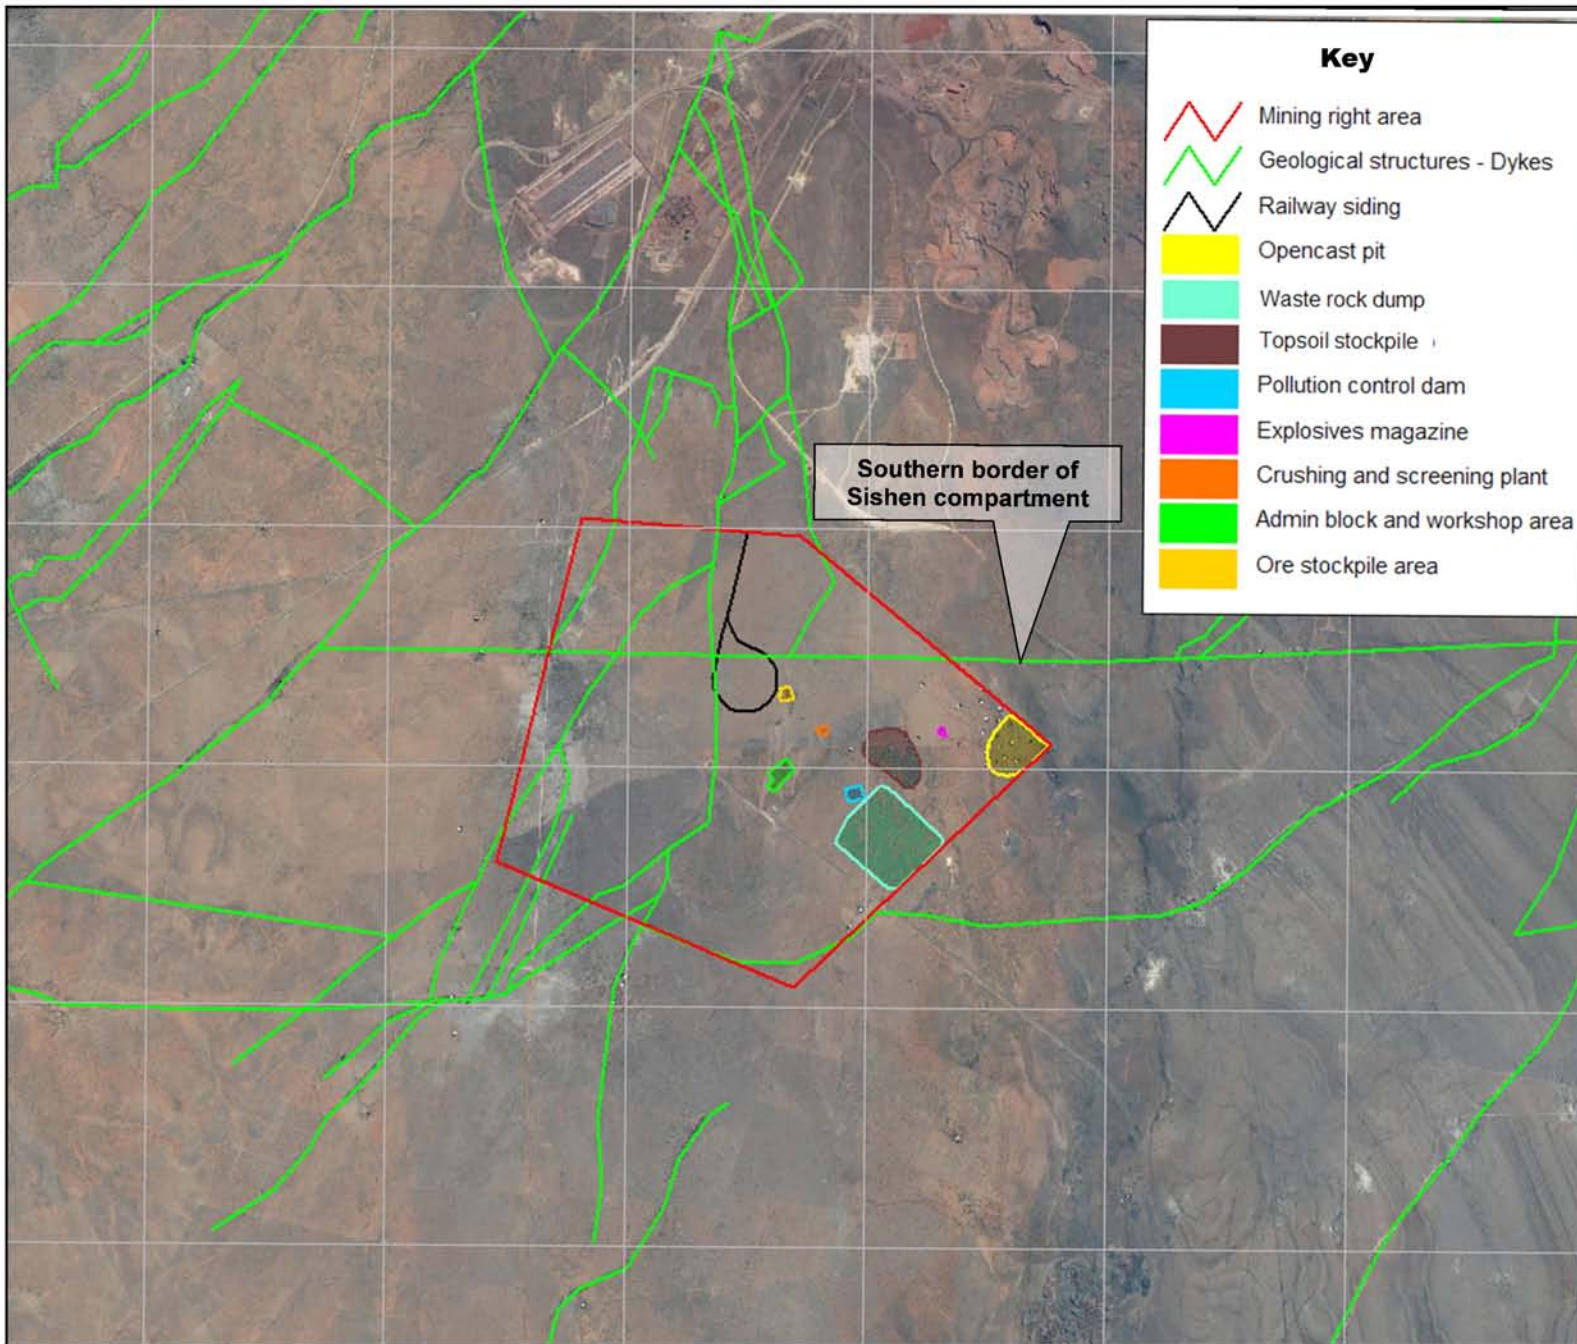 Key
Mining right area
Geological structures - Dykes
Railway siding
Opencast pit
Waste rock dump
Topsoil stockpile
Pollution control dam
Explosives magazine
Crushing and screening plant
Admin block and workshop area
Ore stockpile area
Southern border of
Sishen compartment